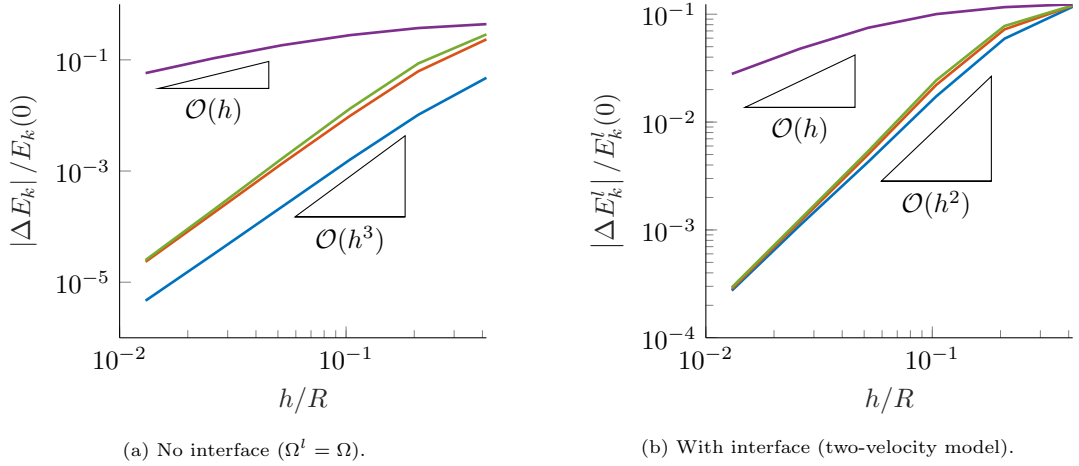 10^{-1}
10^{-3}
10^{-5}
|ΔE_k|/E_k(0)
𝒪(h)
𝒪(h^3)
10^{-2}
10^{-1}
h/R
(a) No interface (Ω^l = Ω).
10^{-1}
10^{-2}
10^{-3}
10^{-4}
|ΔE_k^l|/E_k^l(0)
𝒪(h)
𝒪(h^2)
10^{-2}
10^{-1}
h/R
(b) With interface (two-velocity model).